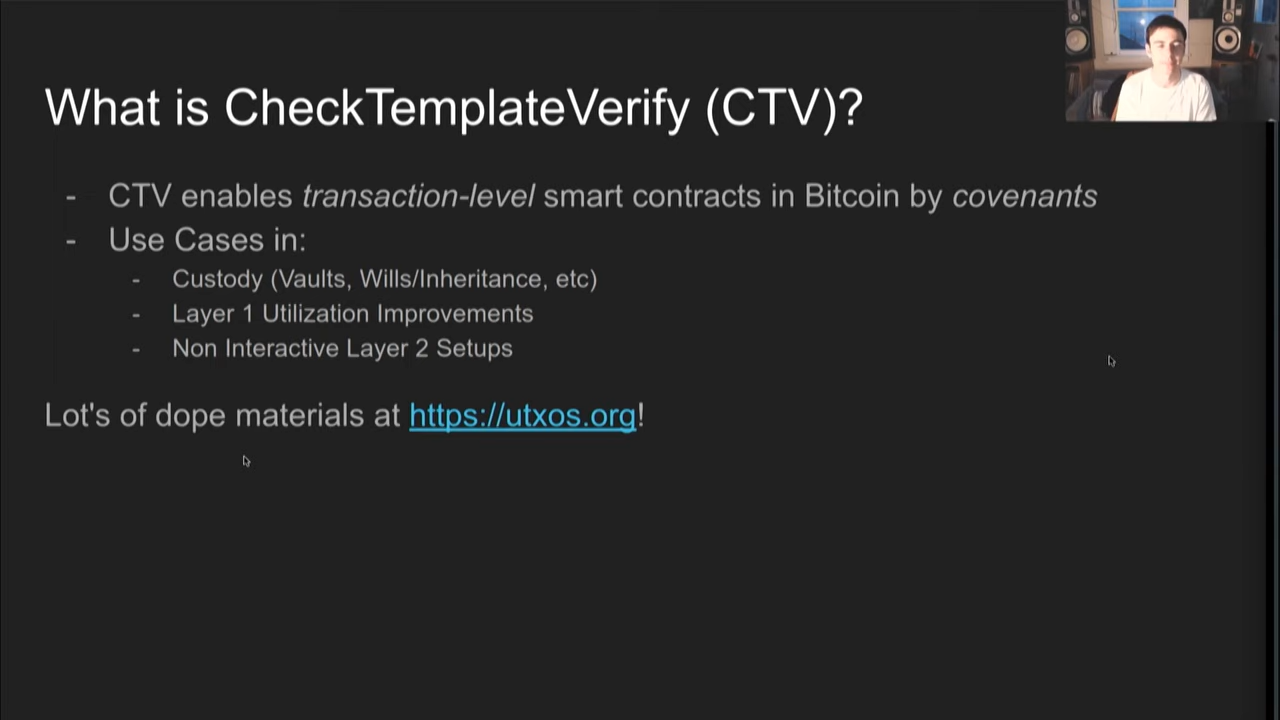 What is CheckTemplateVerify (CTV)?
- CTV enables transaction-level smart contracts in Bitcoin by covenants
- Use Cases in:
- Custody (Vaults, Wills/Inheritance, etc)
- Layer 1 Utilization Improvements
- Non Interactive Layer 2 Setups
Lot's of dope materials at https://utxos.org!